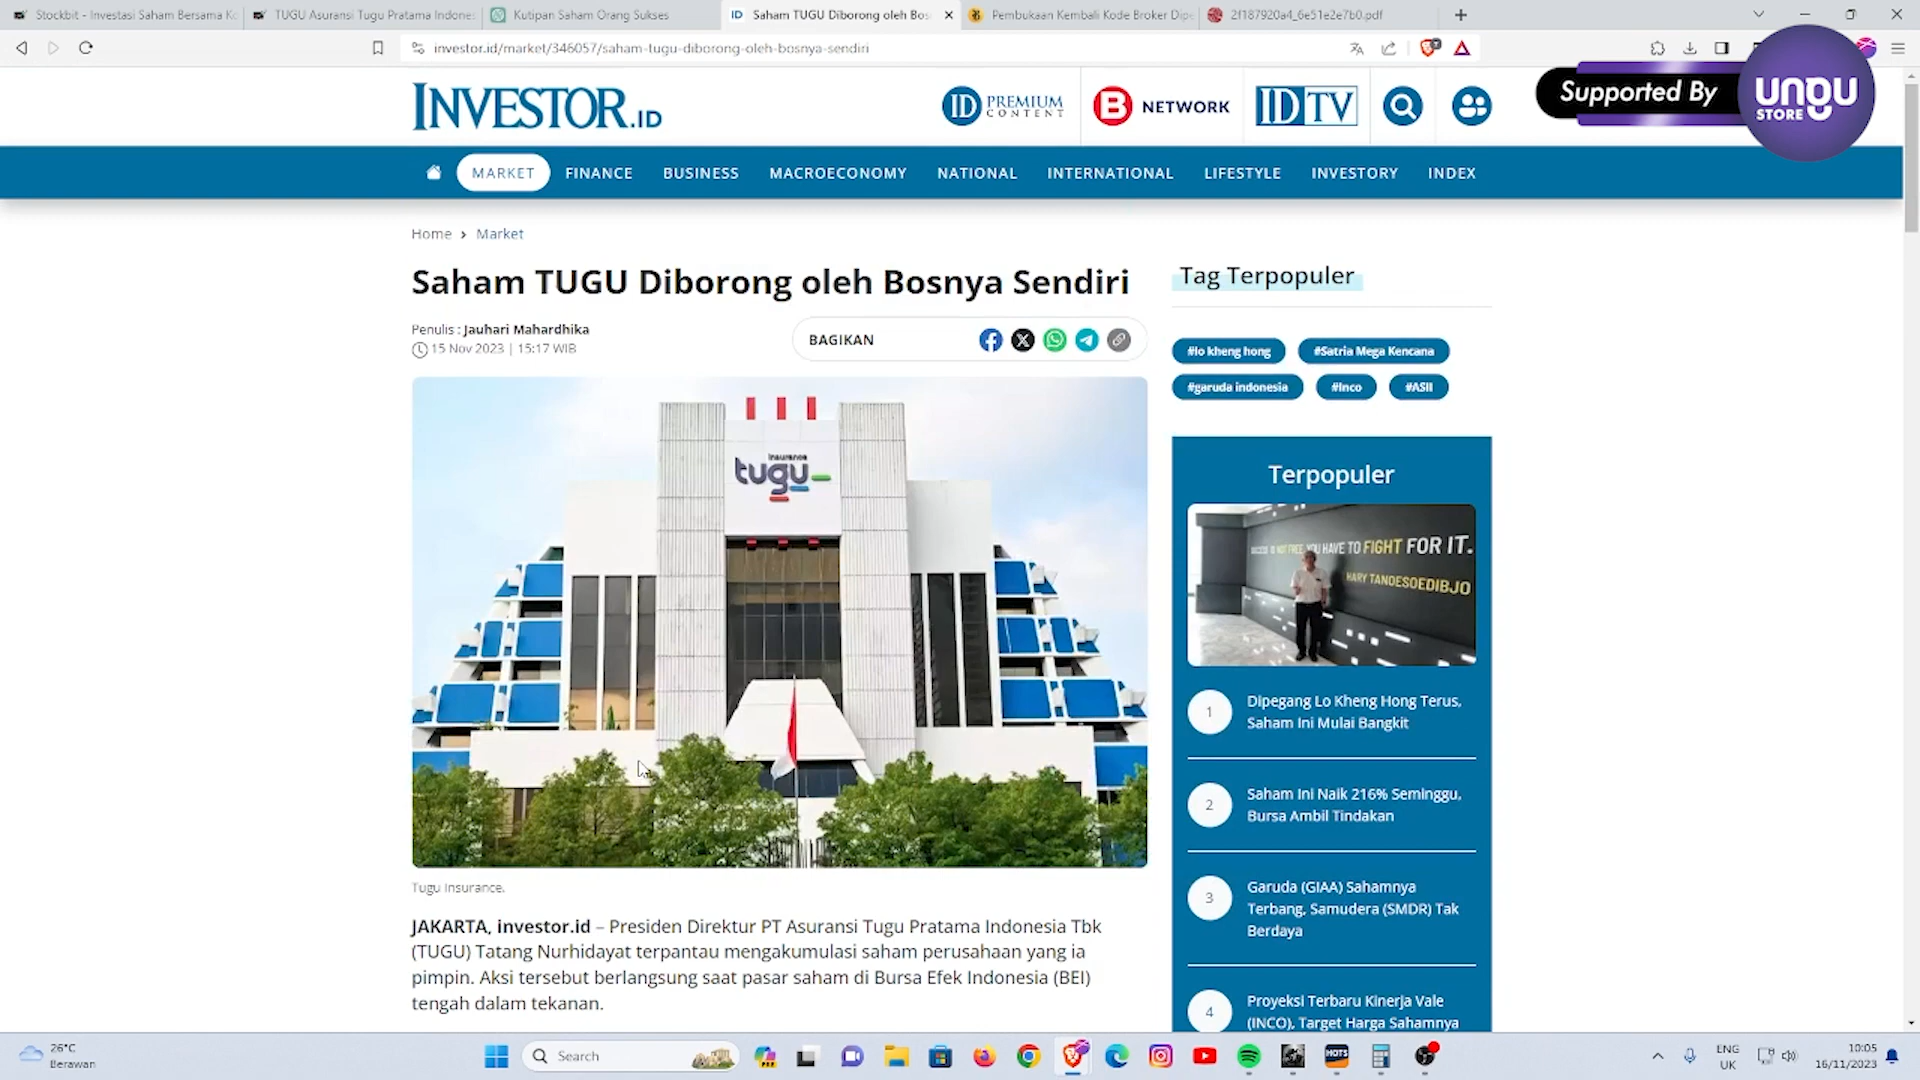 Stockbit - Investasi Saham Bersama Ko
TUGU Asuransi Tugu Pratama Indones
Kutipan Saham Orang Sukses
Saham TUGU Diborong oleh Bos
Pembukaan Kembali Kode Broker Dipe
2f187920a4_6e51e2e7b0.pdf
investor.id/market/346057/saham-tugu-diborong-oleh-bosnya-sendiri
Supported By
ungu
STORE
INVESTOR.ID
ID PREMIUM CONTENT
B NETWORK
IDTV
MARKET FINANCE BUSINESS MACROECONOMY NATIONAL INTERNATIONAL LIFESTYLE INVESTORY INDEX
Home > Market
Saham TUGU Diborong oleh Bosnya Sendiri
Penulis : Jauhari Mahardhika
15 Nov 2023 | 15:17 WIB
BAGIKAN
insurance
tugu
Tugu Insurance.
JAKARTA, investor.id – Presiden Direktur PT Asuransi Tugu Pratama Indonesia Tbk
(TUGU) Tatang Nurhidayat terpantau mengakumulasi saham perusahaan yang ia
pimpin. Aksi tersebut berlangsung saat pasar saham di Bursa Efek Indonesia (BEI)
tengah dalam tekanan.
Tag Terpopuler
#lo kheng hong #Satria Mega Kencana
#garuda indonesia #Inco #ASII
Terpopuler
SUCCESS IS NOT FREE. YOU HAVE TO FIGHT FOR IT.
HARY TANOESOEDIBJO
1
Dipegang Lo Kheng Hong Terus,
Saham Ini Mulai Bangkit
2
Saham Ini Naik 216% Seminggu,
Bursa Ambil Tindakan
3
Garuda (GIAA) Sahamnya
Terbang, Samudera (SMDR) Tak
Berdaya
4
Proyeksi Terbaru Kinerja Vale
(INCO), Target Harga Sahamnya
26°C
Berawan
Search
HOTS
ENG
UK
10:05
16/11/2023